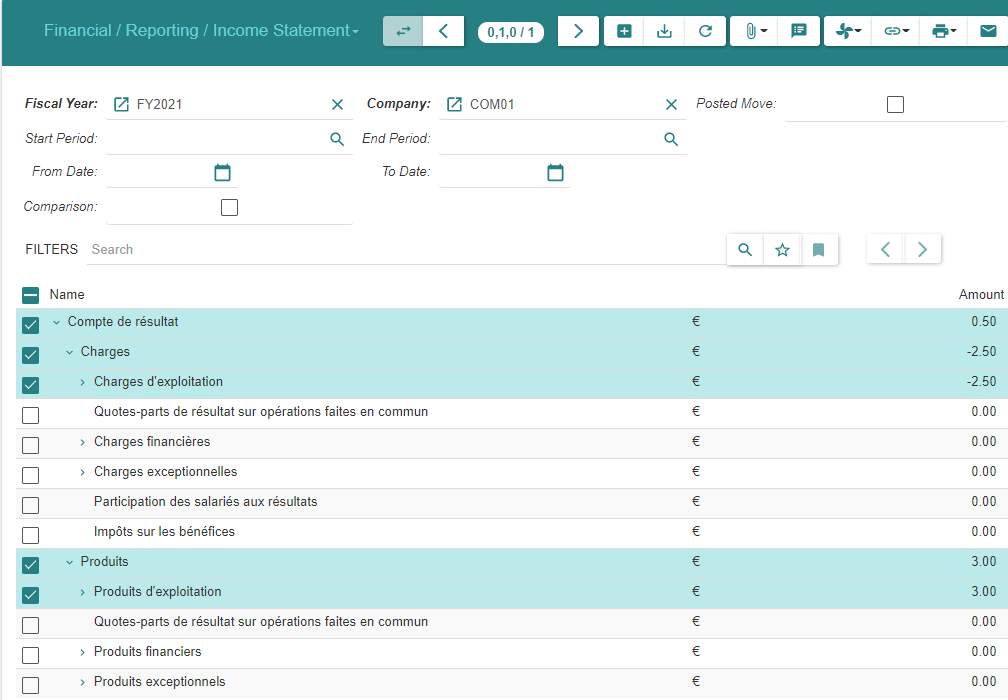 Financial / Reporting / Income Statement
0,1,0 / 1
Fiscal Year: FY2021 Company: COM01 Posted Move:
Start Period: End Period:
From Date: To Date:
Comparison:
FILTERS Search
Name Amount
Compte de résultat € 0.50
Charges € -2.50
Charges d'exploitation € -2.50
Quotes-parts de résultat sur opérations faites en commun € 0.00
Charges financières € 0.00
Charges exceptionnelles € 0.00
Participation des salariés aux résultats € 0.00
Impôts sur les bénéfices € 0.00
Produits € 3.00
Produits d'exploitation € 3.00
Quotes-parts de résultat sur opérations faites en commun € 0.00
Produits financiers € 0.00
Produits exceptionnels € 0.00